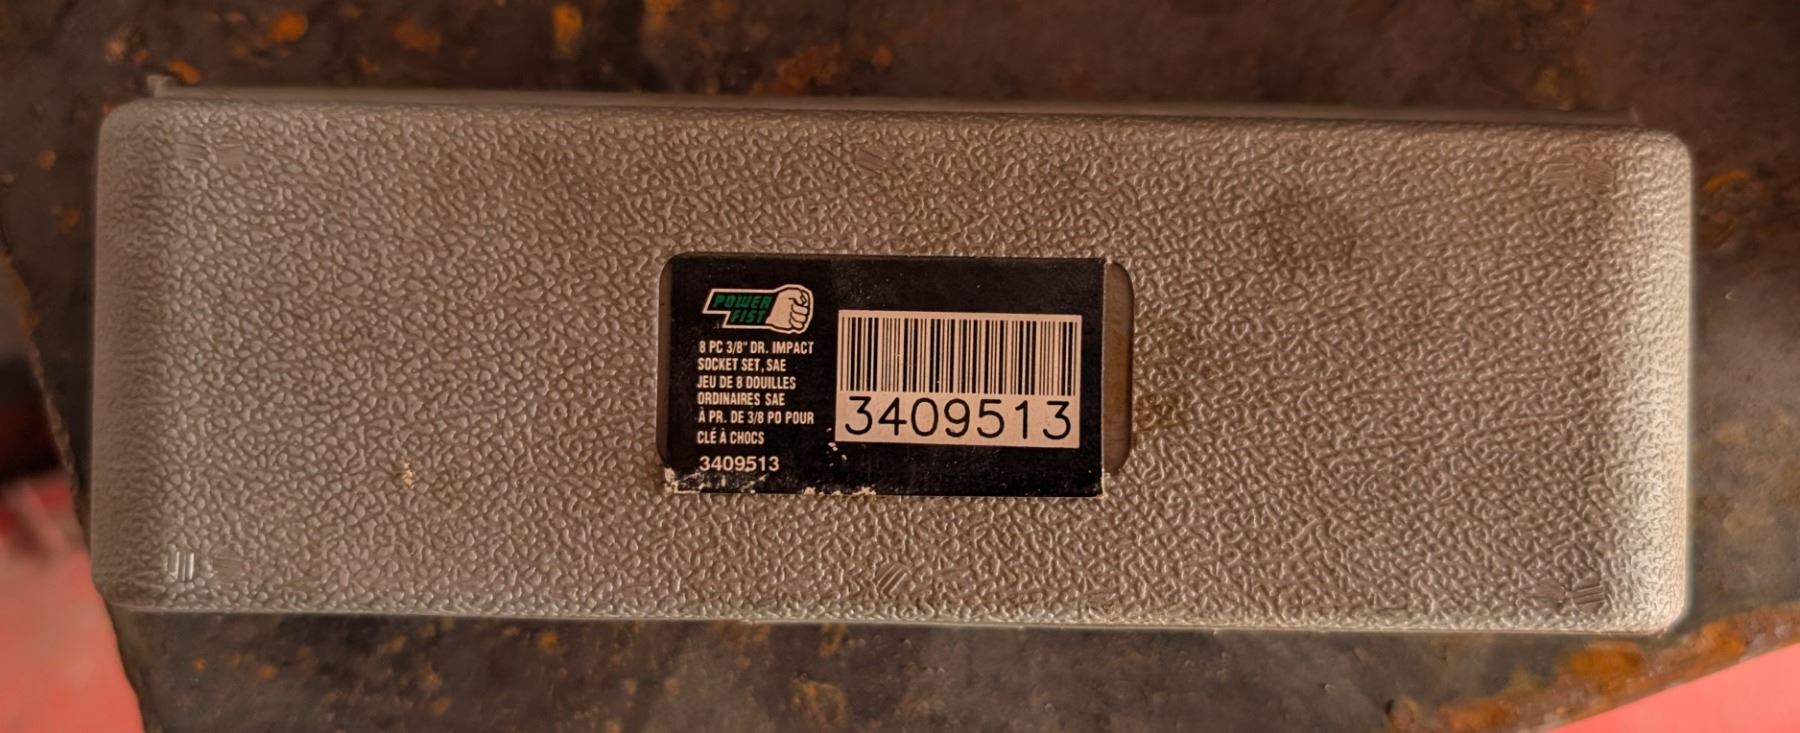 POWER
FIST
8 PC 3/8" DR. IMPACT
SOCKET SET, SAE
JEU DE 8 DOUILLES
ORDINAIRES SAE
À PR. DE 3/8 PO POUR
CLÉ À CHOCS
3409513
3409513